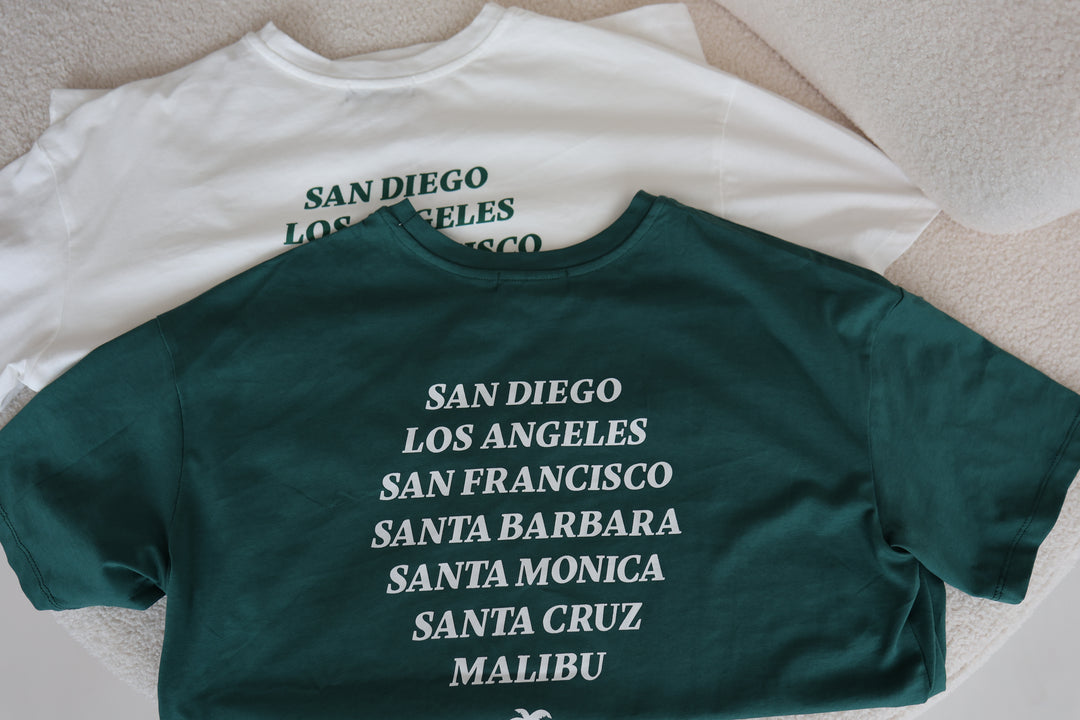 SAN DIEGO
LOS ANGELES
SAN DIEGO
LOS ANGELES
SAN FRANCISCO
SANTA BARBARA
SANTA MONICA
SANTA CRUZ
MALIBU